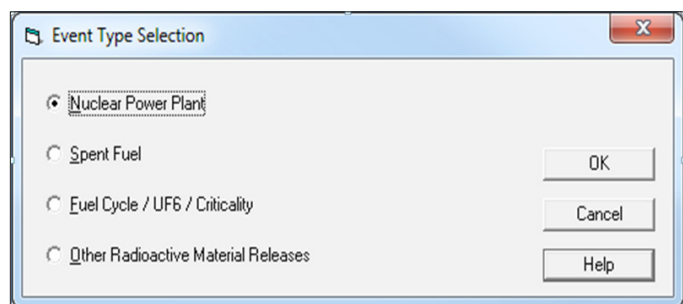 Event Type Selection
Nuclear Power Plant
Spent Fuel
OK
Fuel Cycle / UF6 / Criticality
Cancel
Other Radioactive Material Releases
Help